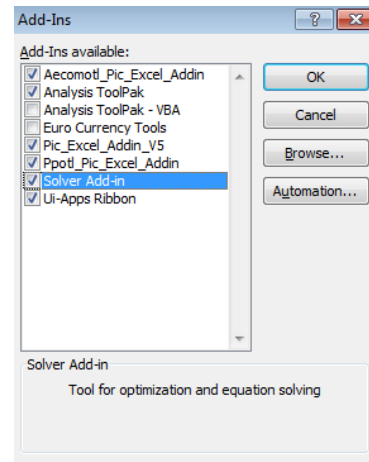 Add-Ins
Add-Ins available:
Aecomotl_Pic_Excel_Addin
Analysis ToolPak
Analysis ToolPak - VBA
Euro Currency Tools
Pic_Excel_Addin_V5
Ppotl_Pic_Excel_Addin
Solver Add-in
Ui-Apps Ribbon
OK
Cancel
Browse...
Automation...
Solver Add-in
Tool for optimization and equation solving